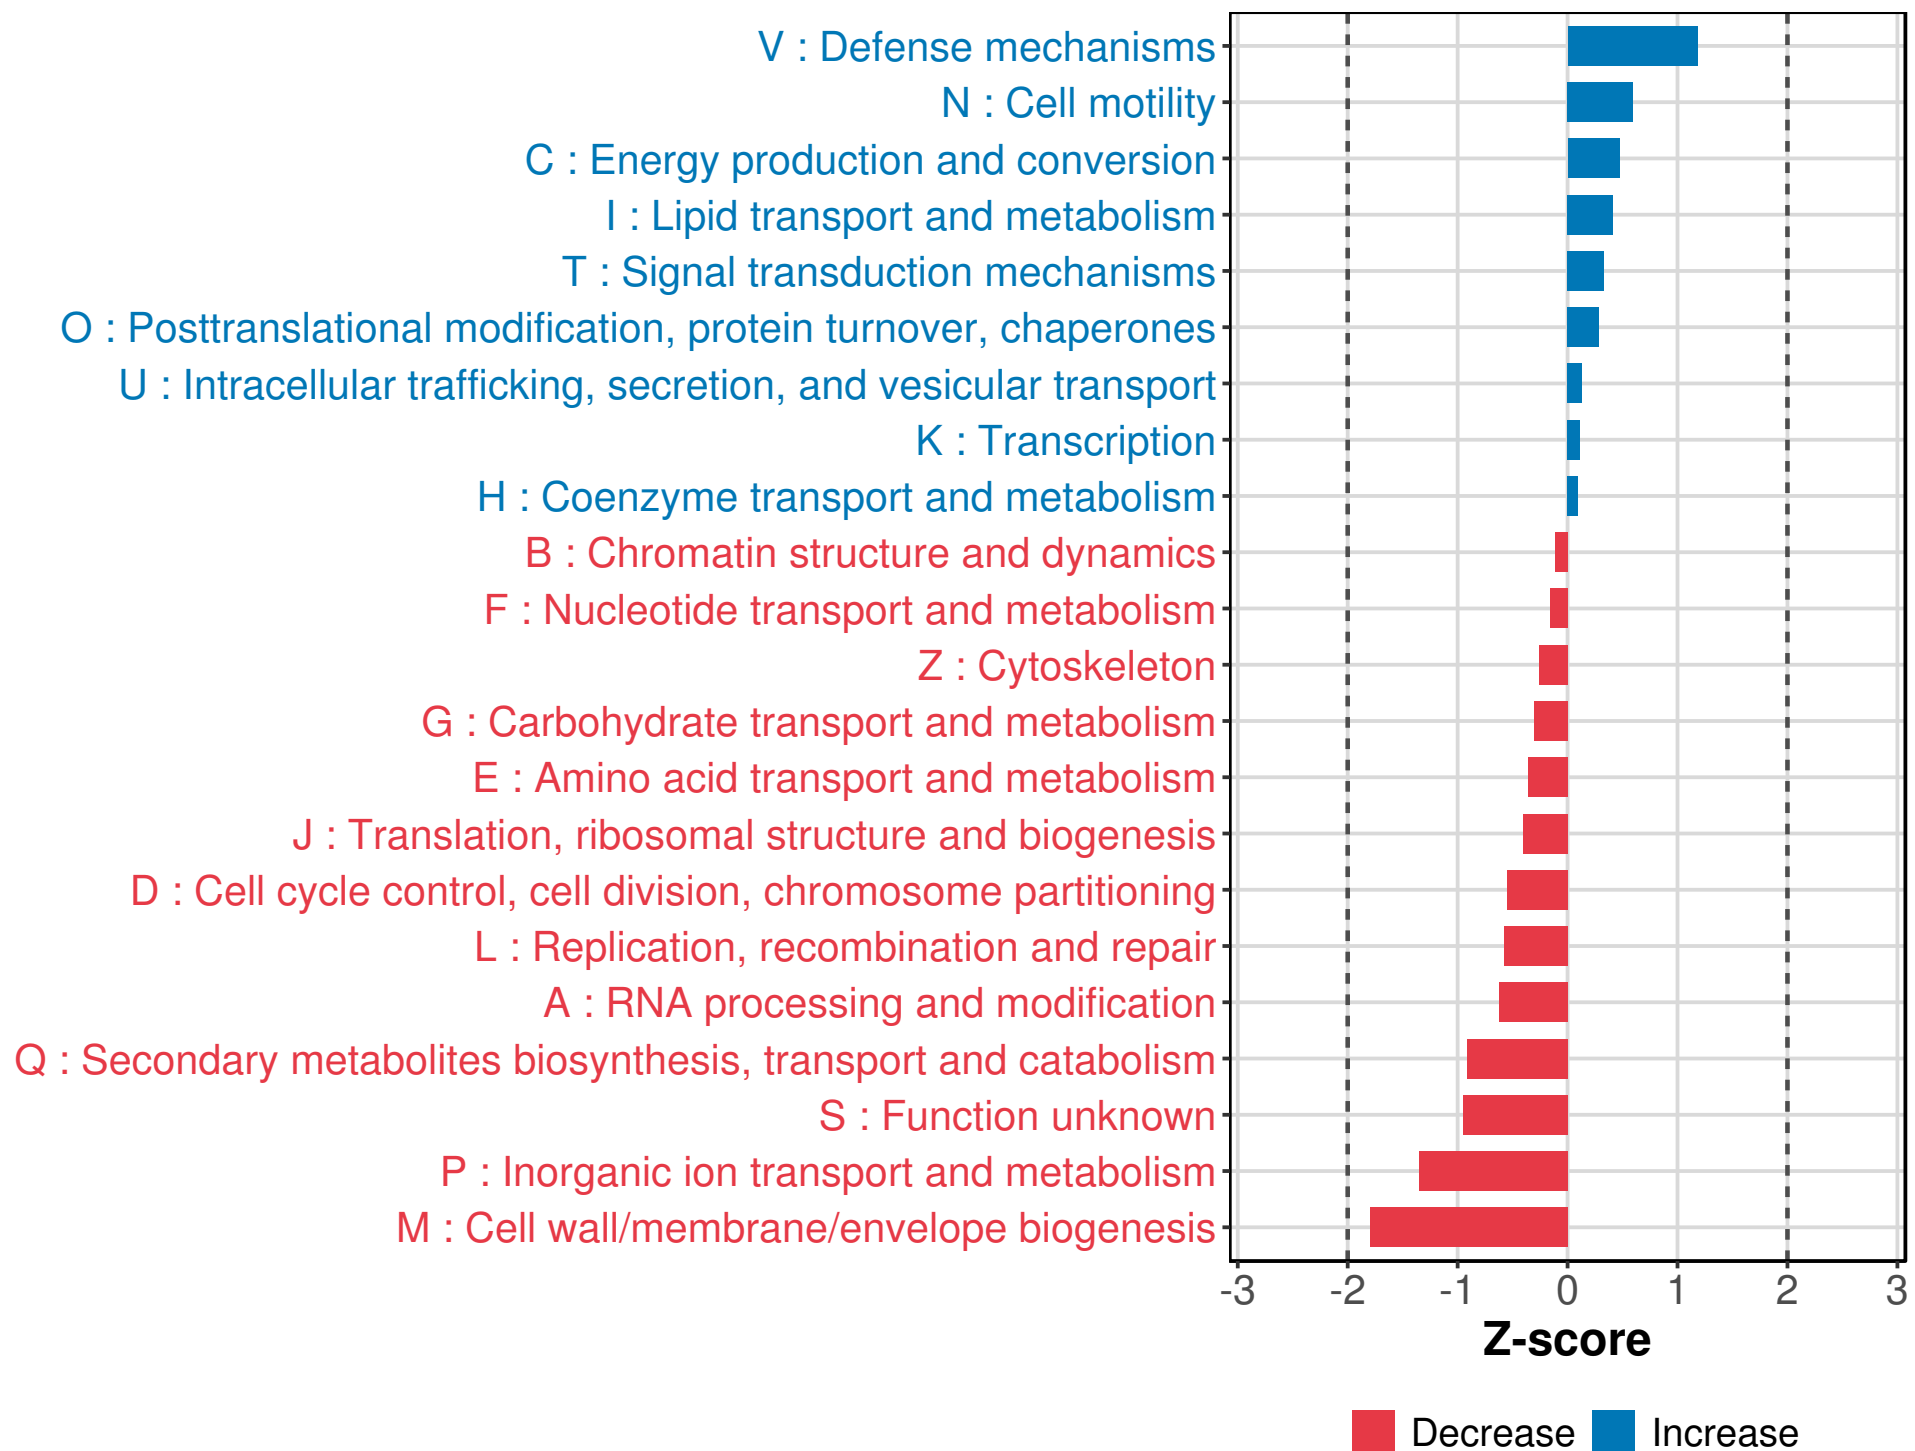 V : Defense mechanisms
N : Cell motility
C : Energy production and conversion
I : Lipid transport and metabolism
T : Signal transduction mechanisms
O : Posttranslational modification, protein turnover, chaperones
U : Intracellular trafficking, secretion, and vesicular transport
K : Transcription
H : Coenzyme transport and metabolism
B : Chromatin structure and dynamics
F : Nucleotide transport and metabolism
Z : Cytoskeleton
G : Carbohydrate transport and metabolism
E : Amino acid transport and metabolism
J : Translation, ribosomal structure and biogenesis
D : Cell cycle control, cell division, chromosome partitioning
L : Replication, recombination and repair
A : RNA processing and modification
Q : Secondary metabolites biosynthesis, transport and catabolism
S : Function unknown
P : Inorganic ion transport and metabolism
M : Cell wall/membrane/envelope biogenesis
-3 -2 -1 0 1 2 3
Z-score
Decrease Increase